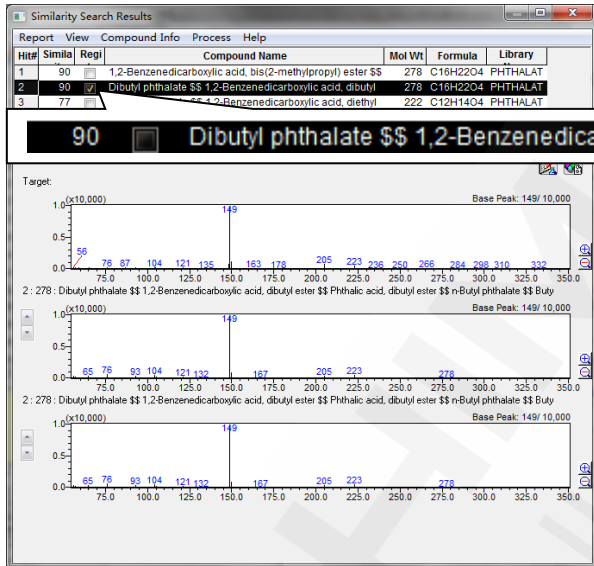 Similarity Search Results
Report View Compound Info Process Help
Hit# Simila Regi Compound Name Mol Wt Formula Library
1 90 1,2-Benzenedicarboxylic acid, bis(2-methylpropyl) ester $$ 278 C16H22O4 PHTHALAT
2 90 Dibutyl phthalate $$ 1,2-Benzenedicarboxylic acid, dibutyl 278 C16H22O4 PHTHALAT
3 77 $$ 1,2-Benzenedicarboxylic acid, diethyl 222 C12H14O4 PHTHALAT
90 Dibutyl phthalate $$ 1,2-Benzenedica
Target:
(x10,000) Base Peak: 149/ 10,000
1.0
149
0.5
56 76 87 104 121 135 163 178 205 223 236 250 266 284 298 310 332
0.0
75.0 100.0 125.0 150.0 175.0 200.0 225.0 250.0 275.0 300.0 325.0 350.0
2 : 278 : Dibutyl phthalate $$ 1,2-Benzenedicarboxylic acid, dibutyl ester $$ Phthalic acid, dibutyl ester $$ n-Butyl phthalate $$ Buty
(x10,000) Base Peak: 149/ 10,000
1.0
149
0.5
65 76 93 104 121 132 167 205 223 278
0.0
75.0 100.0 125.0 150.0 175.0 200.0 225.0 250.0 275.0 300.0 325.0 350.0
2 : 278 : Dibutyl phthalate $$ 1,2-Benzenedicarboxylic acid, dibutyl ester $$ Phthalic acid, dibutyl ester $$ n-Butyl phthalate $$ Buty
(x10,000) Base Peak: 149/ 10,000
1.0
149
0.5
65 76 93 104 121 132 167 205 223 278
0.0
75.0 100.0 125.0 150.0 175.0 200.0 225.0 250.0 275.0 300.0 325.0 350.0